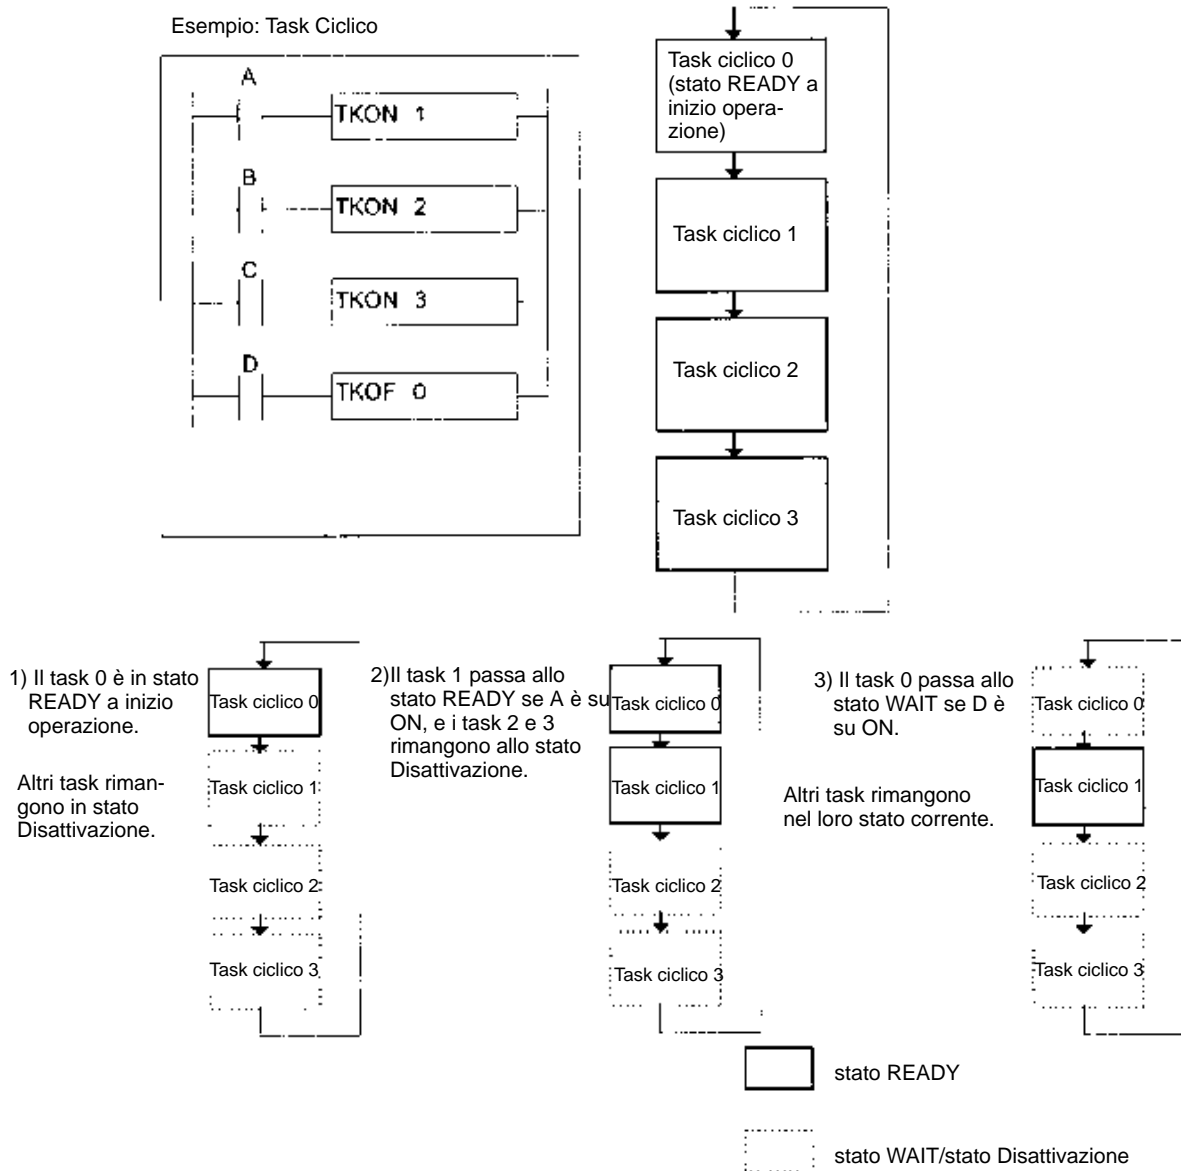 Esempio: Task Ciclico
A
TKON 1
B
TKON 2
C
TKON 3
D
TKOF 0
Task ciclico 0
(stato READY a
inizio opera-
zione)
Task ciclico 1
Task ciclico 2
Task ciclico 3
1) Il task 0 è in stato
READY a inizio
operazione.
Altri task riman-
gono in stato
Disattivazione.
Task ciclico 0
Task ciclico 1
Task ciclico 2
Task ciclico 3
2)Il task 1 passa allo
stato READY se A è su
ON, e i task 2 e 3
rimangono allo stato
Disattivazione.
Task ciclico 0
Task ciclico 1
Task ciclico 2
Task ciclico 3
3) Il task 0 passa allo
stato WAIT se D è
su ON.
Altri task rimangono
nel loro stato corrente.
Task ciclico 0
Task ciclico 1
Task ciclico 2
Task ciclico 3
stato READY
stato WAIT/stato Disattivazione